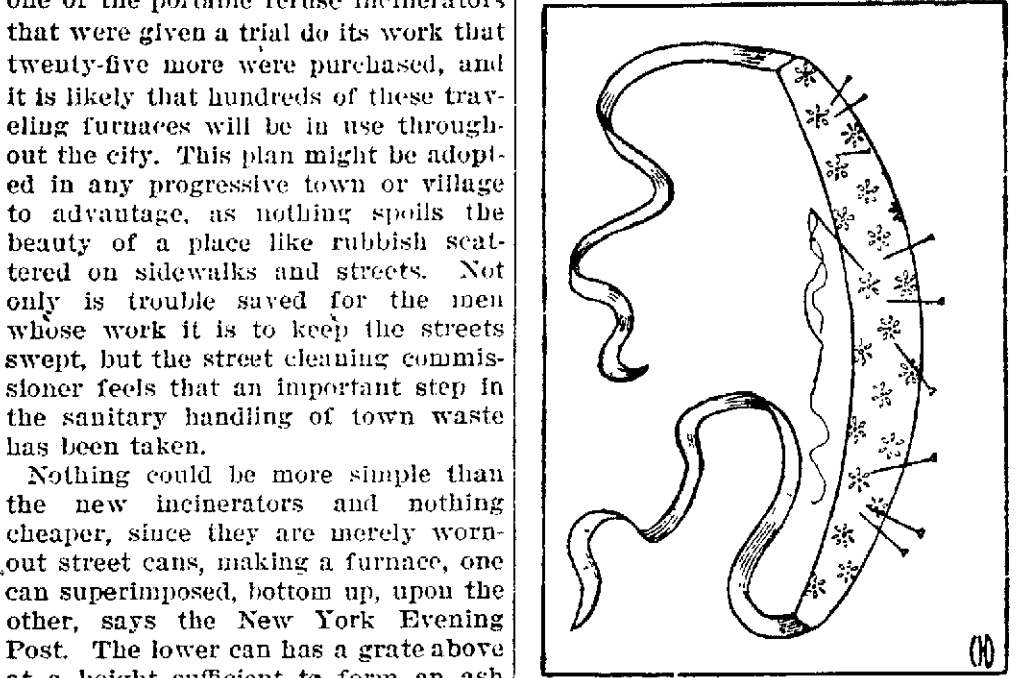 one of the portable refuse incinerators
that were given a trial do its work that
twenty-five more were purchased, and
it is likely that hundreds of these trav-
eling furnaces will be in use through-
out the city. This plan might be adopt-
ed in any progressive town or village
to advantage, as nothing spoils the
beauty of a place like rubbish scat-
tered on sidewalks and streets. Not
only is trouble saved for the men
whose work it is to keep the streets
swept, but the street cleaning commis-
sioner feels that an important step in
the sanitary handling of town waste
has been taken.
Nothing could be more simple than
the new incinerators and nothing
cheaper, since they are merely worn-
out street cans, making a furnace, one
can superimposed, bottom up, upon the
other, says the New York Evening
Post. The lower can has a grate above
at a height sufficient to form an ash